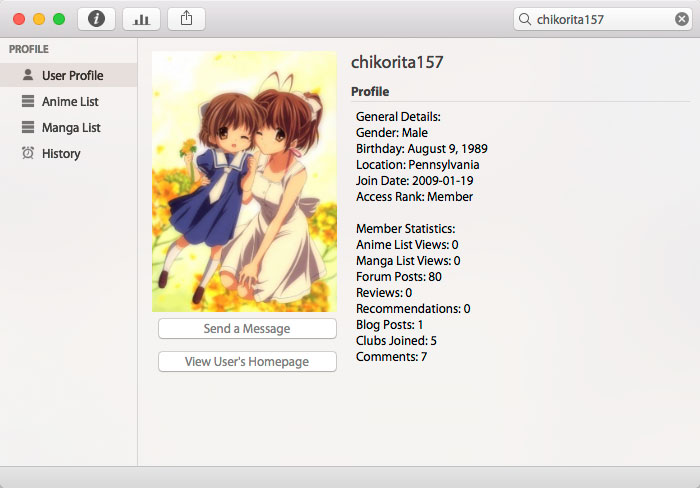 chikorita157
PROFILE
User Profile
Anime List
Manga List
History
chikorita157
Profile
General Details:
Gender: Male
Birthday: August 9, 1989
Location: Pennsylvania
Join Date: 2009-01-19
Access Rank: Member
Member Statistics:
Anime List Views: 0
Manga List Views: 0
Forum Posts: 80
Reviews: 0
Recommendations: 0
Blog Posts: 1
Clubs Joined: 5
Comments: 7
Send a Message
View User's Homepage